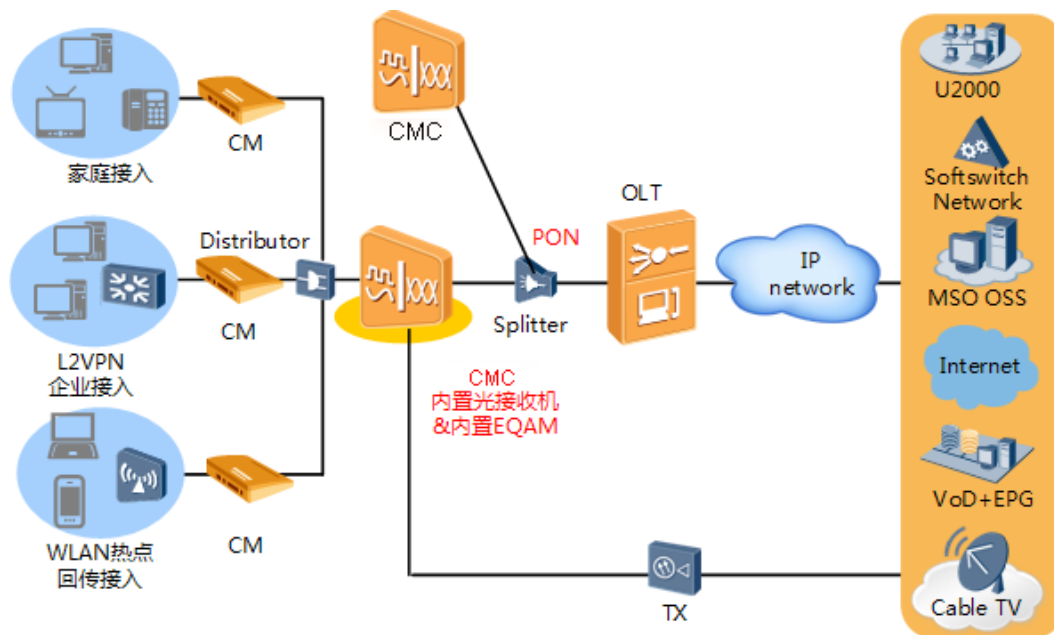 家庭接入
CM
L2VPN
企业接入
CM
WLAN热点
回传接入
CM
Distributor
CMC
CMC
内置光接收机
&内置EQAM
PON
Splitter
OLT
IP
network
TX
U2000
Softswitch
Network
MSO OSS
Internet
VoD+EPG
Cable TV